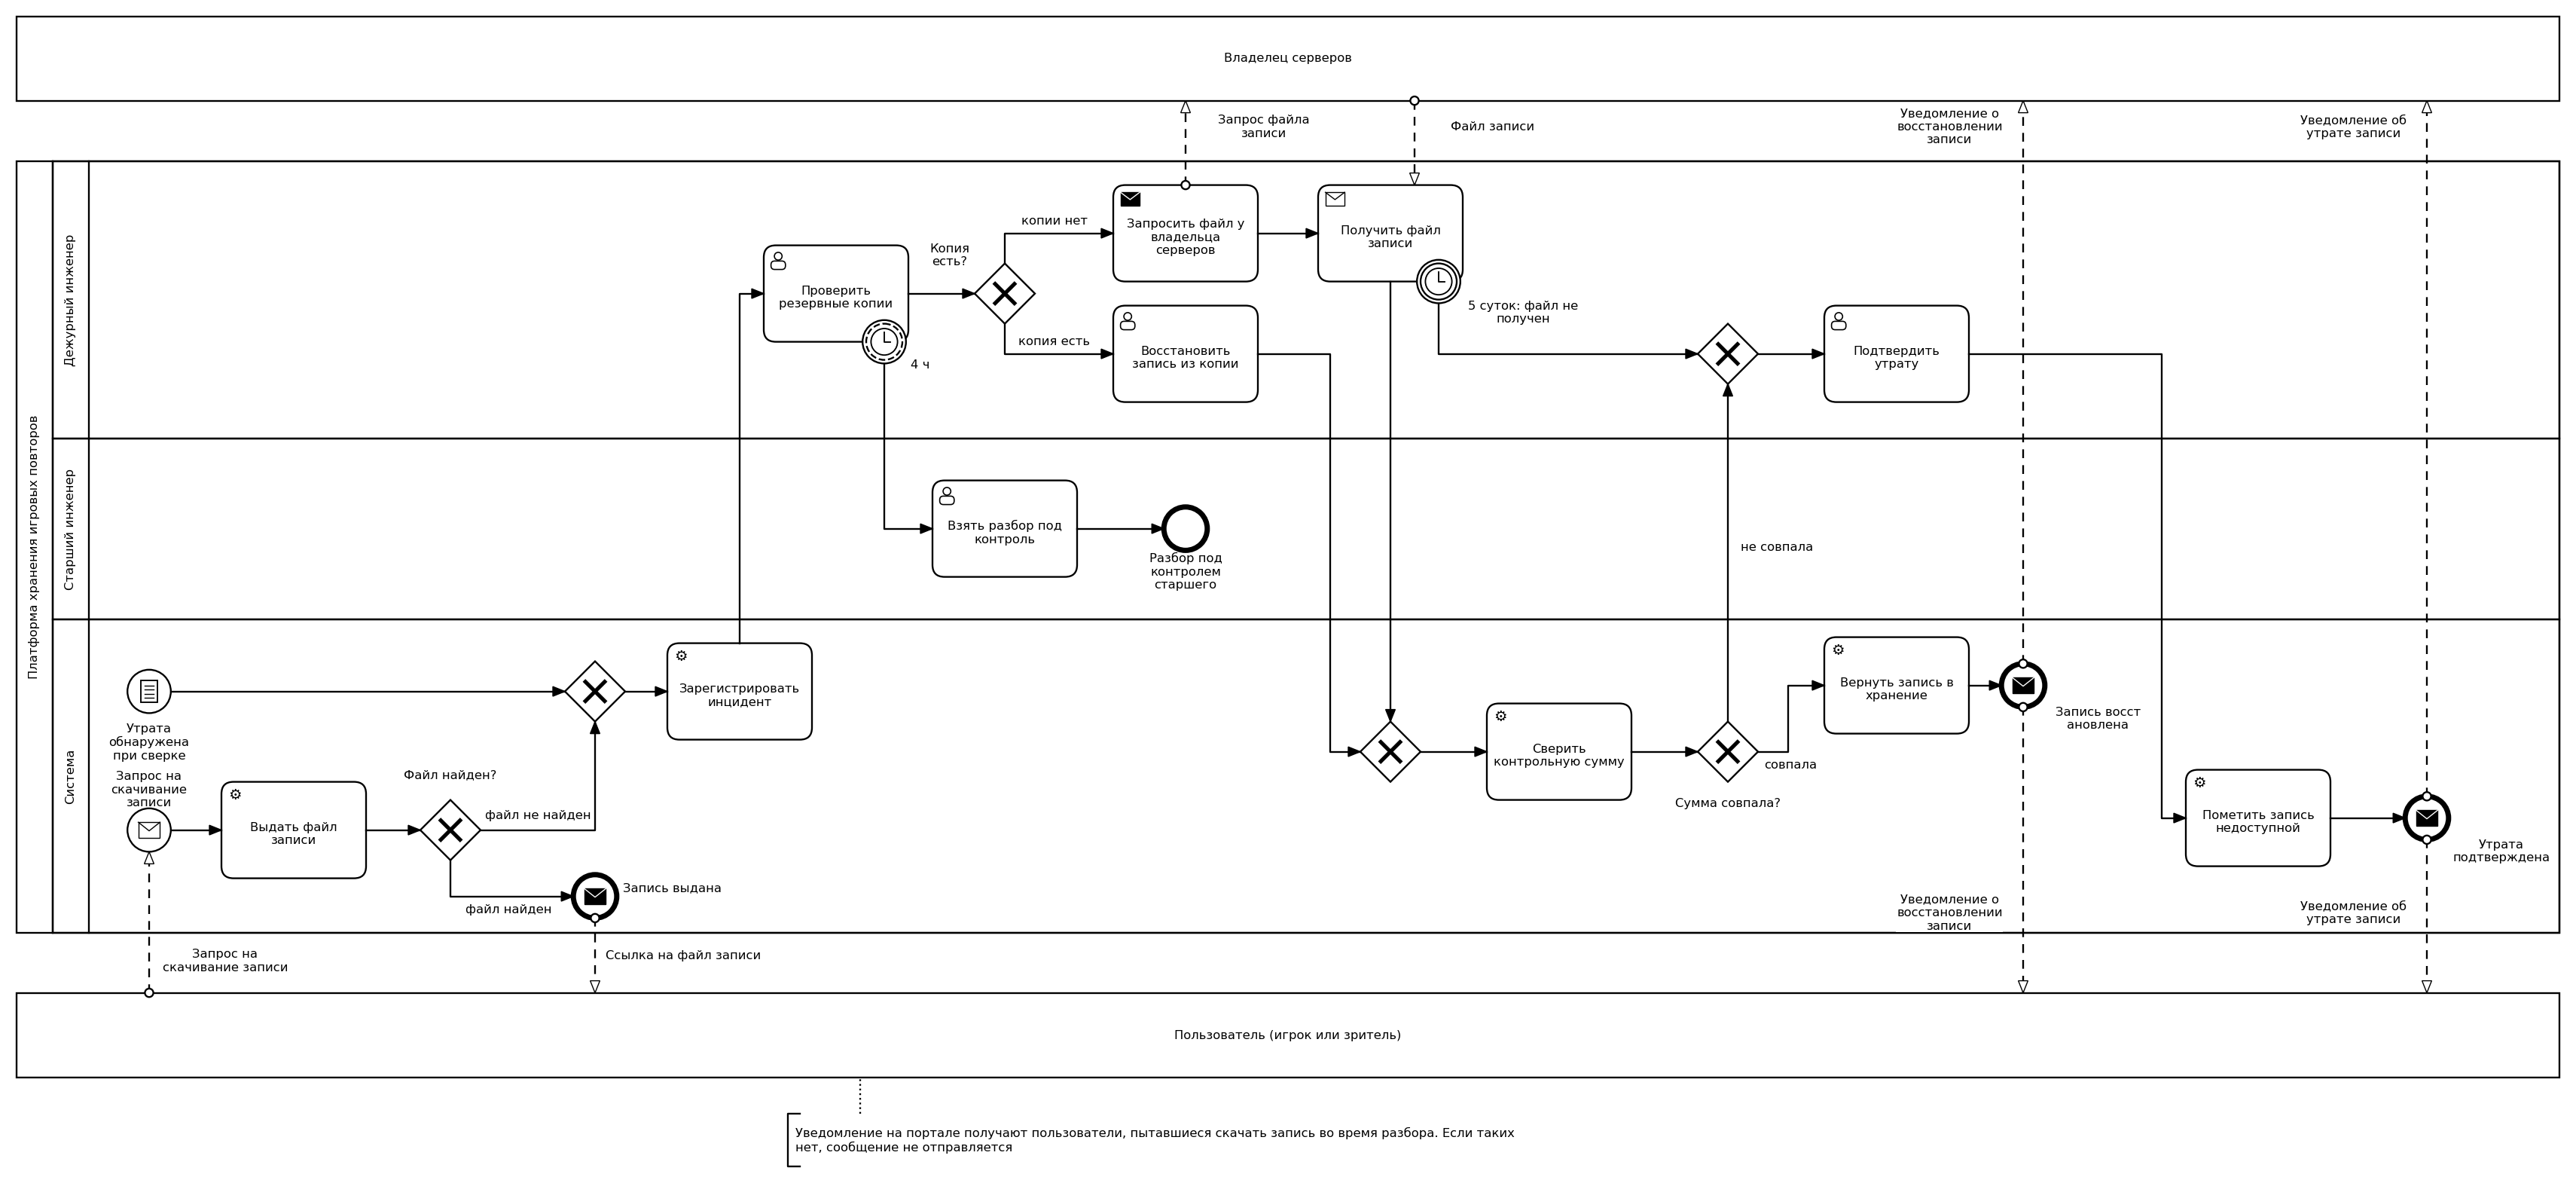 Владелец серверов
Запрос файла
записи
Файл записи
Уведомление о
восстановлении
записи
Уведомление об
утрате записи
Платформа хранения игровых повторов
Дежурный инженер
Проверить
резервные копии
4 ч
Копия
есть?
копии нет
копия есть
Запросить файл у
владельца
серверов
Восстановить
запись из копии
Получить файл
записи
5 суток: файл не
получен
Подтвердить
утрату
Старший инженер
Взять разбор под
контроль
Разбор под
контролем
старшего
не совпала
Система
Утрата
обнаружена
при сверке
Запрос на
скачивание
записи
Выдать файл
записи
Файл найден?
файл не найден
файл найден
Запись выдана
Зарегистрировать
инцидент
Сверить
контрольную сумму
Сумма совпала?
совпала
Вернуть запись в
хранение
Запись восст
ановлена
Пометить запись
недоступной
Утрата
подтверждена
Уведомление о
восстановлении
записи
Уведомление об
утрате записи
Запрос на
скачивание записи
Ссылка на файл записи
Пользователь (игрок или зритель)
Уведомление на портале получают пользователи, пытавшиеся скачать запись во время разбора. Если таких
нет, сообщение не отправляется